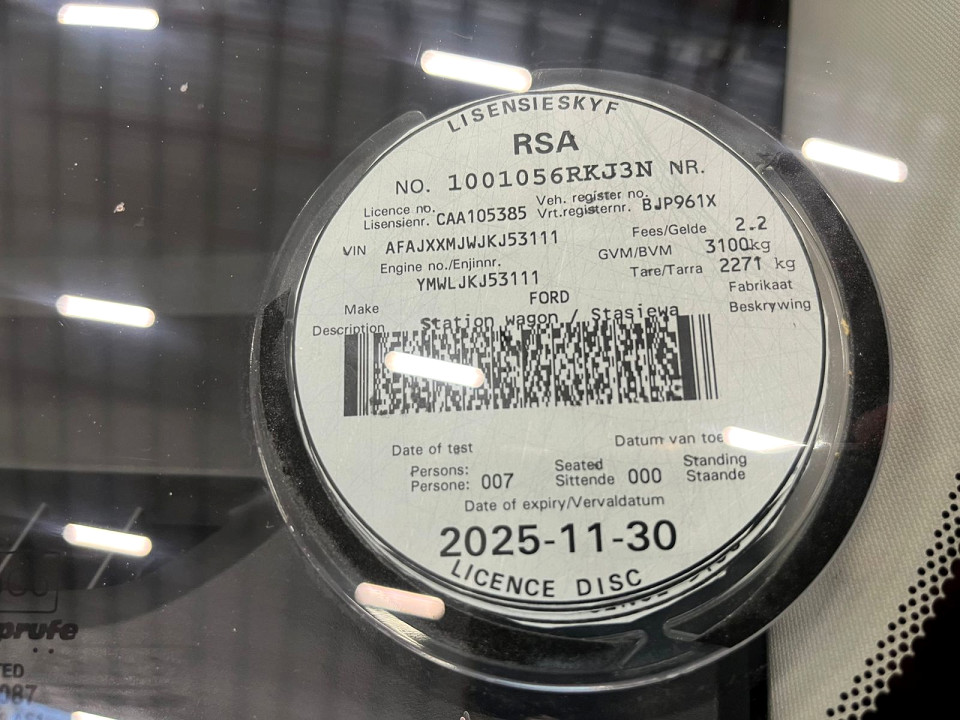 LISENSIESKYF
RSA
NO. 1001056RKJ3N NR.
Licence no. Lisensienr. CAA105385 Veh. register no. Vrt.registernr. BJP961X
VIN AFAJXXMJWJKJ53111 Fees/Gelde 2.2
Engine no./Enjinnr. GVM/BVM 3100kg
YMWLJKJ53111 Tare/Tarra 2271 kg
Make FORD Fabrikaat
Description Station wagon / Stasiewa Beskrywing
Date of test Datum van toe
Persons: Persone: 007 Seated Sittende 000 Standing Staande
Date of expiry/Vervaldatum
2025-11-30
LICENCE DISC
prufe
087